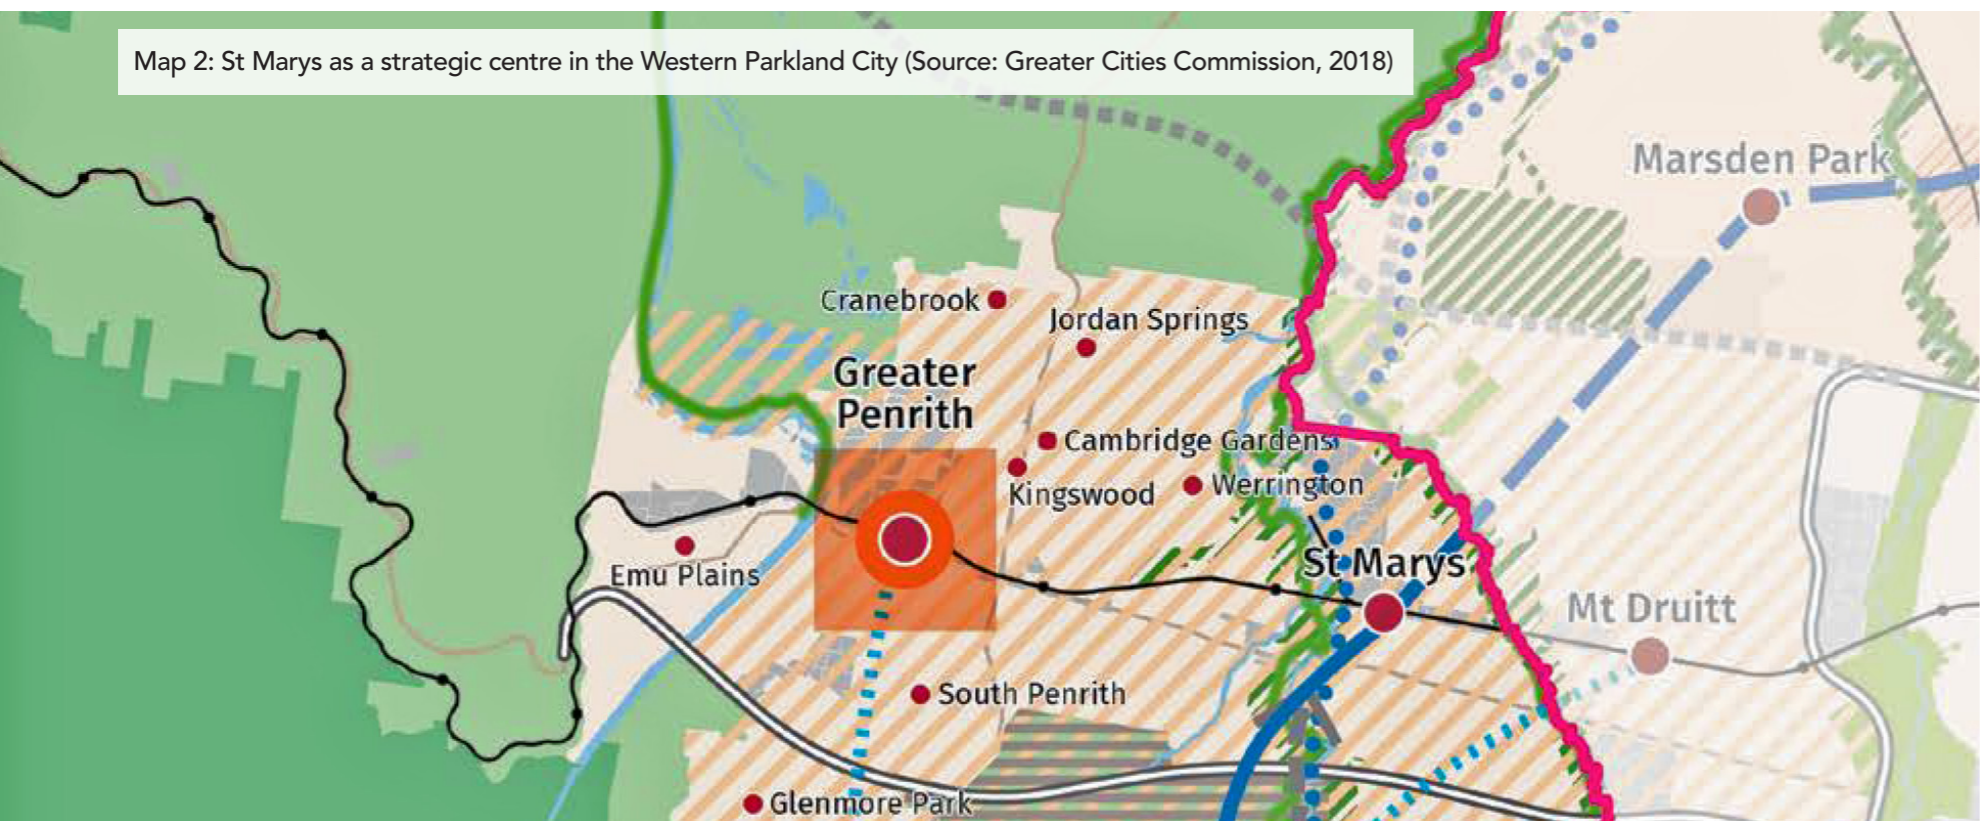 Map 2: St Marys as a strategic centre in the Western Parkland City (Source: Greater Cities Commission, 2018)
Marsden Park
Cranebrook
Jordan Springs
Greater
Penrith
Cambridge Gardens
Kingswood
Werrington
Emu Plains
St Marys
Mt Druitt
South Penrith
Glenmore Park